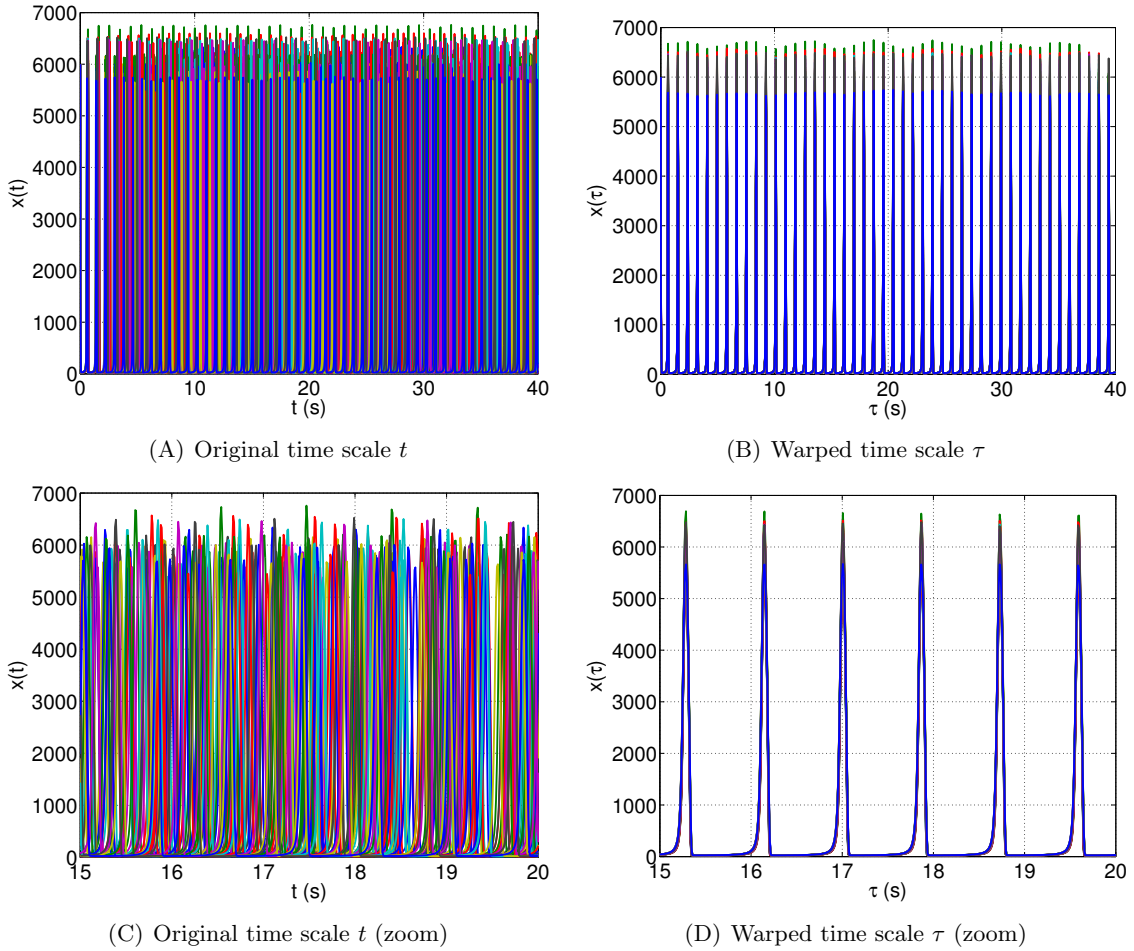 7000
6000
5000
4000
3000
2000
1000
0
x(t)
0 10 20 30 40
t (s)
(A) Original time scale t
7000
6000
5000
4000
3000
2000
1000
0
x(τ)
0 10 20 30 40
τ (s)
(B) Warped time scale τ
7000
6000
5000
4000
3000
2000
1000
0
x(t)
15 16 17 18 19 20
t (s)
(C) Original time scale t (zoom)
7000
6000
5000
4000
3000
2000
1000
0
x(τ)
15 16 17 18 19 20
τ (s)
(D) Warped time scale τ (zoom)